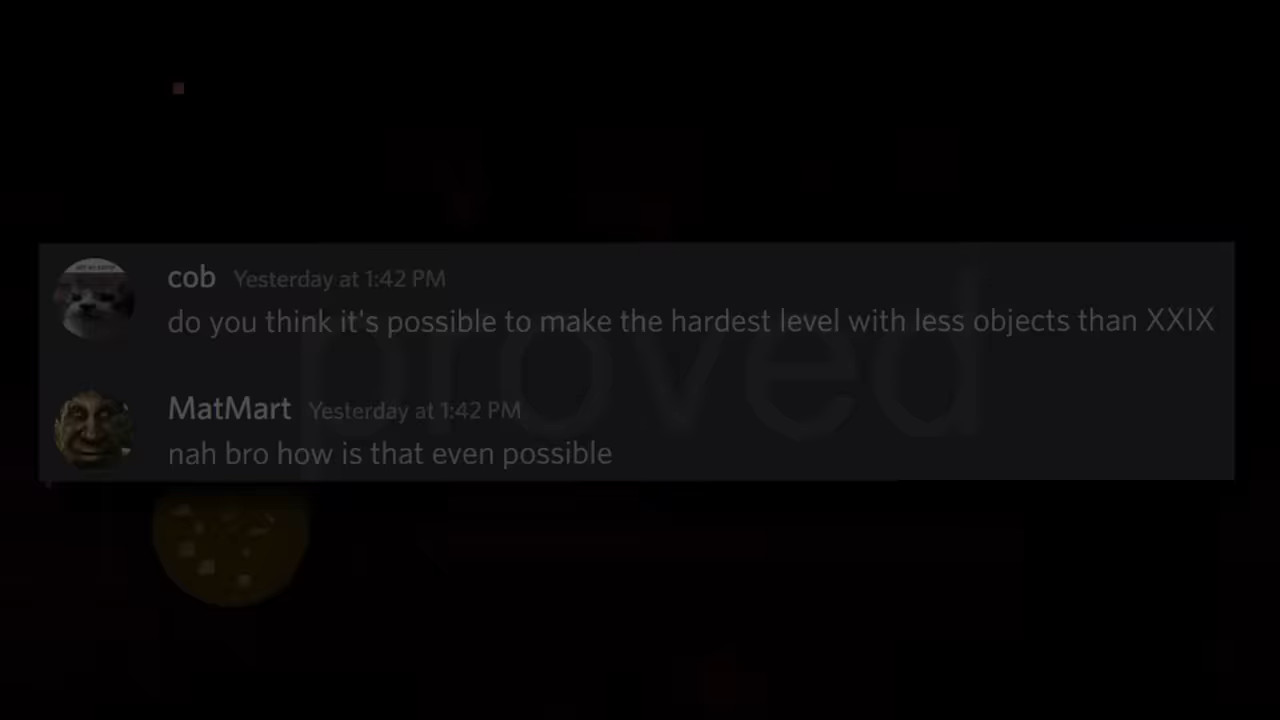 cob Yesterday at 1:42 PM
do you think it's possible to make the hardest level with less objects than XXIX
proved
MatMart Yesterday at 1:42 PM
nah bro how is that even possible